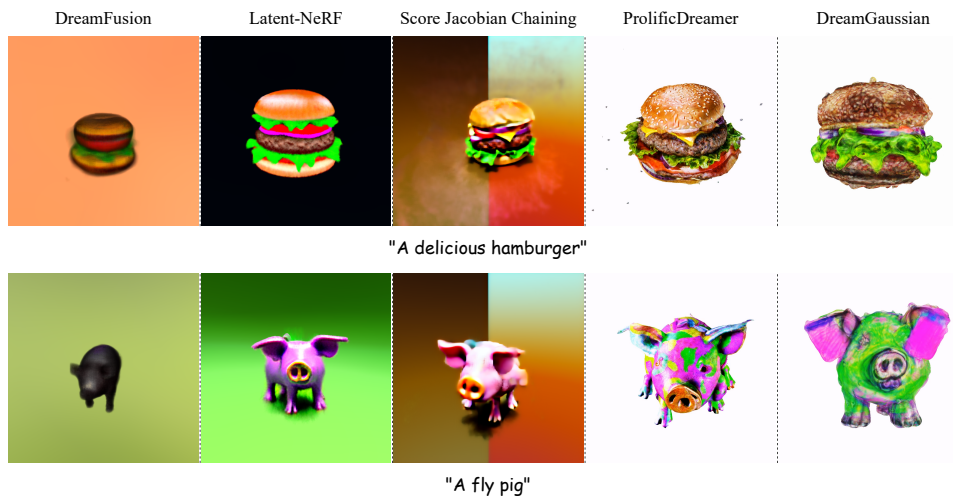 DreamFusion Latent-NeRF Score Jacobian Chaining ProlificDreamer DreamGaussian
"A delicious hamburger"
"A fly pig"